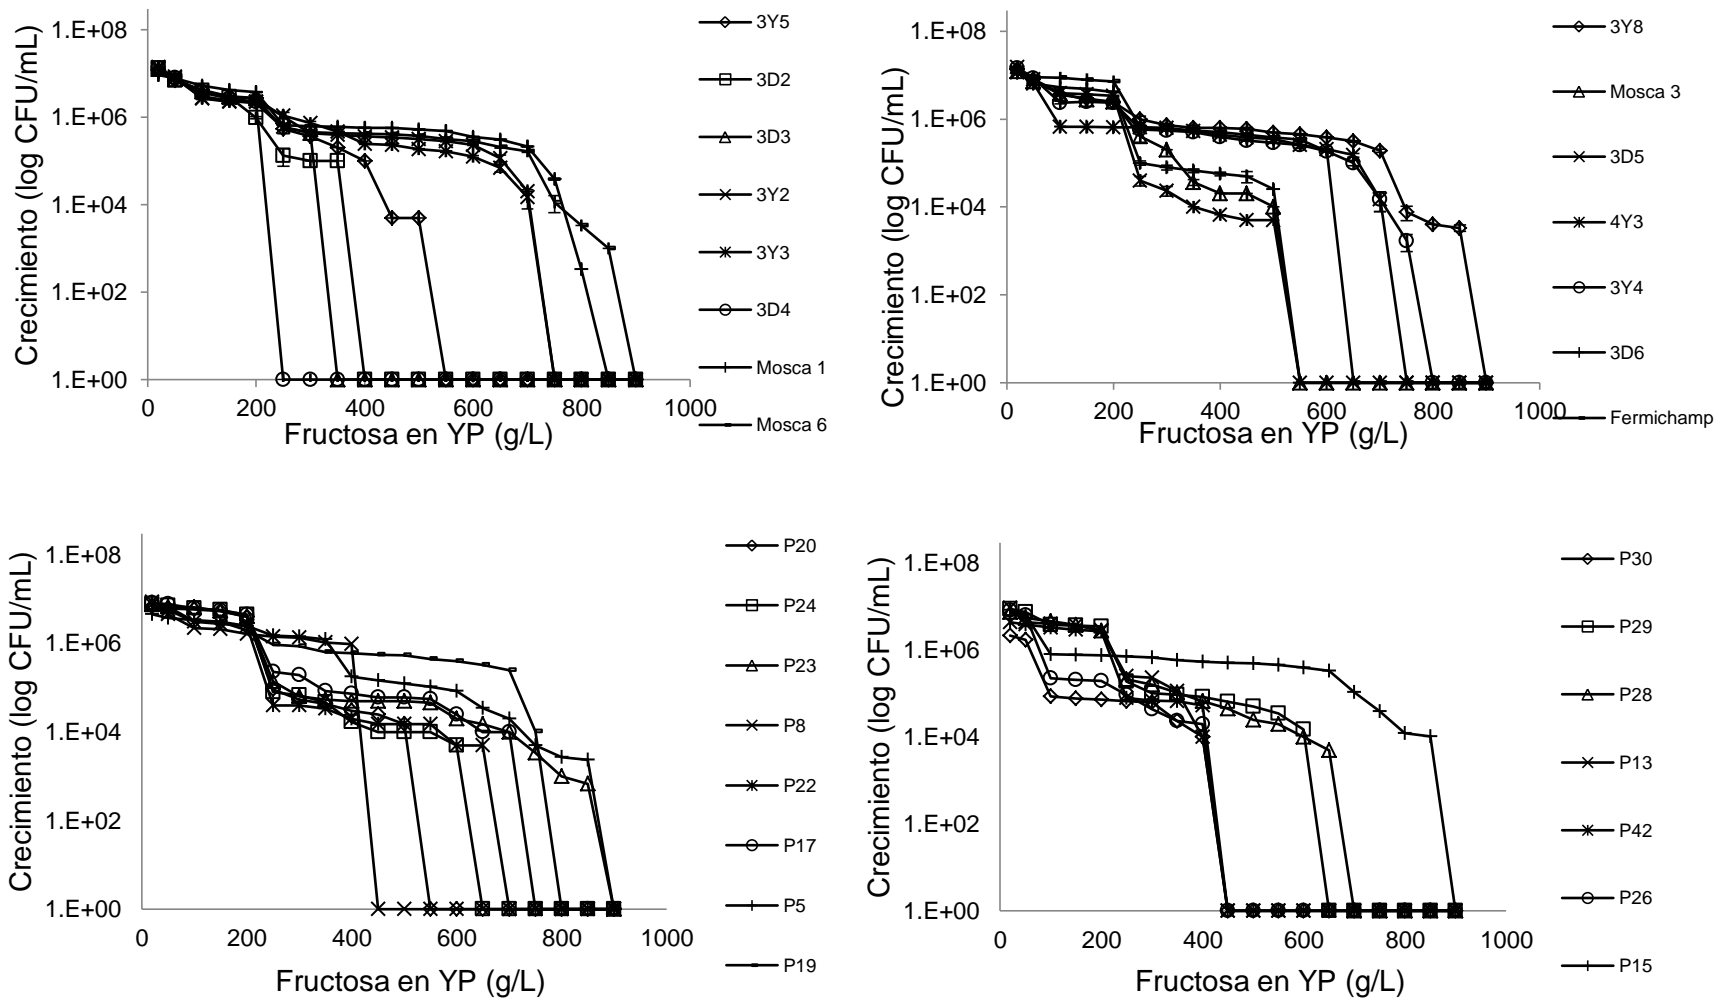 Crecimiento (log CFU/mL)
1.E+08
1.E+06
1.E+04
1.E+02
1.E+00
0 200 400 600 800 1000
Fructosa en YP (g/L)
3Y5
3D2
3D3
3Y2
3Y3
3D4
Mosca 1
Mosca 6
Crecimiento (log CFU/mL)
1.E+08
1.E+06
1.E+04
1.E+02
1.E+00
0 200 400 600 800 1000
Fructosa en YP (g/L)
3Y8
Mosca 3
3D5
4Y3
3Y4
3D6
Fermichamp
Crecimiento (log CFU/mL)
1.E+08
1.E+06
1.E+04
1.E+02
1.E+00
0 200 400 600 800 1000
Fructosa en YP (g/L)
P20
P24
P23
P8
P22
P17
P5
P19
Crecimiento (log CFU/mL)
1.E+08
1.E+06
1.E+04
1.E+02
1.E+00
0 200 400 600 800 1000
Fructosa en YP (g/L)
P30
P29
P28
P13
P42
P26
P15